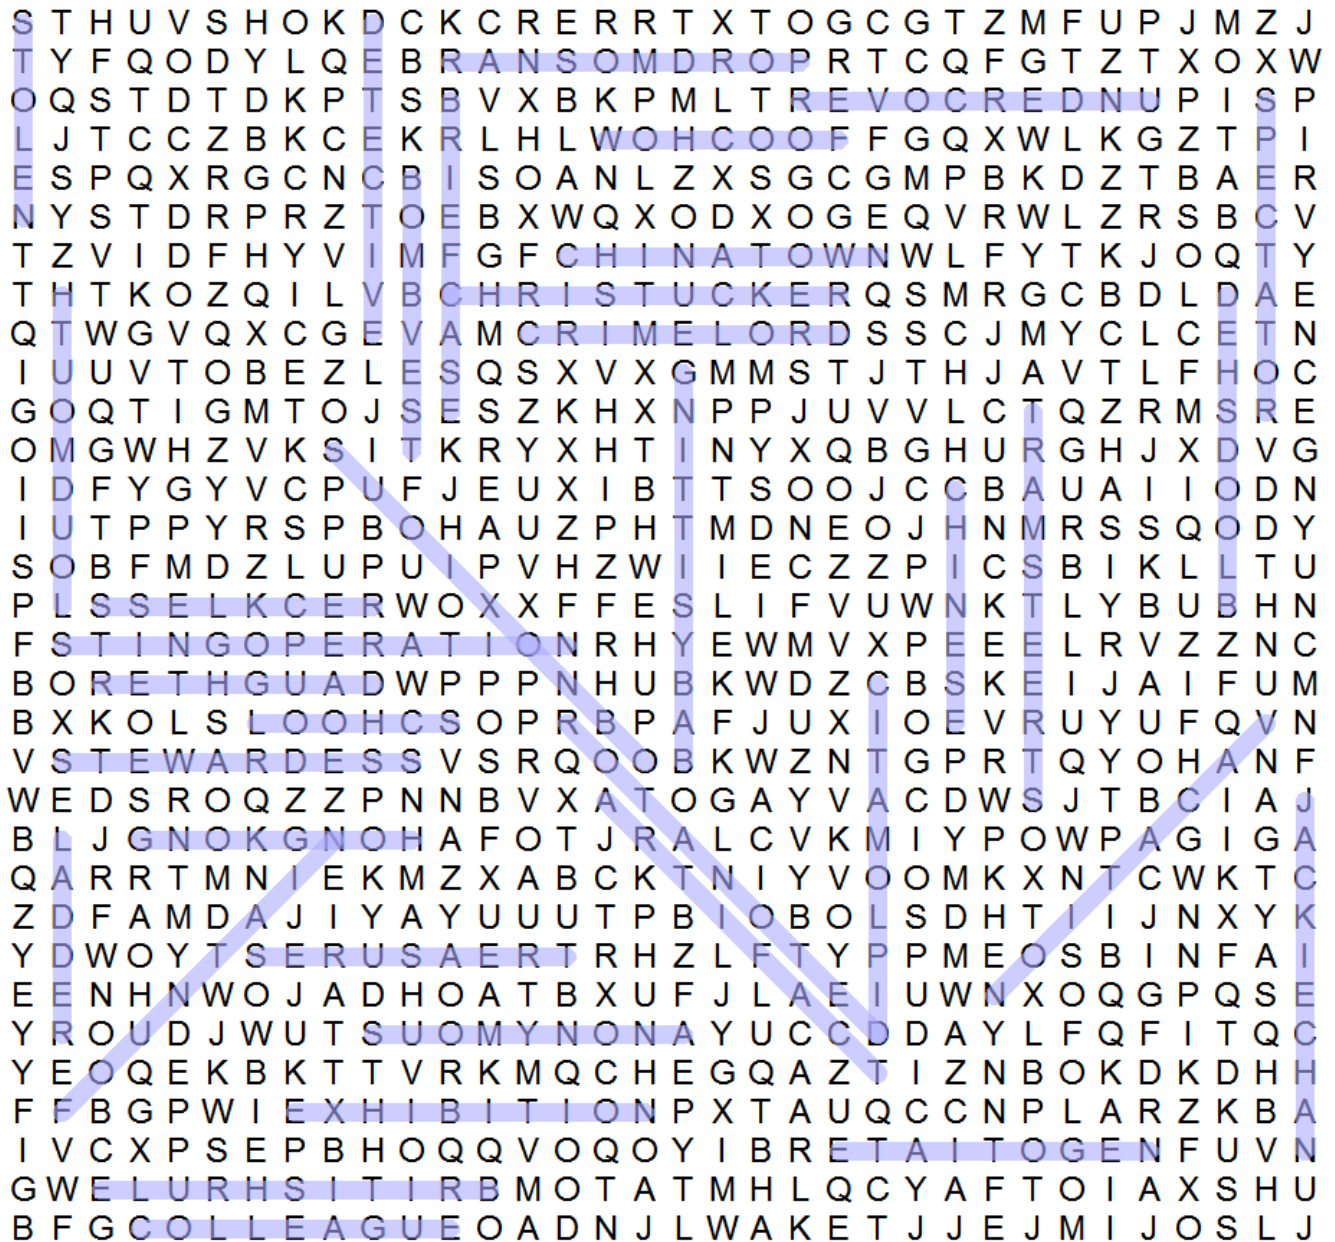 S T H U V S H O K D C K C R E R R T X T O G C G T Z M F U P J M Z J
T Y F Q O D Y L Q E B R A N S O M D R O P R T C Q F G T Z T X O X W
O Q S T D T D K P T S B V X B K P M L T R E V O C R E D N U P I S P
L J T C C Z B K C E K R L H L W O H C O O F F G Q X W L K G Z T P I
E S P Q X R G C N C B I S O A N L Z X S G C G M P B K D Z T B A E R
N Y S T D R P R Z T O E B X W Q X O D X O G E Q V R W L Z R S B C V
T Z V I D F H Y V I M F G F C H I N A T O W N W L F Y T K J O Q T Y
T H T K O Z Q I L V B C H R I S T U C K E R Q S M R G C B D L D A E
Q T W G V Q X C G E V A M C R I M E L O R D S S C J M Y C L C E T N
I U U V T O B E Z L E S Q S X V X G M M S T J T H J A V T L F H O C
G O Q T I G M T O J S E S Z K H X N P P J U V V L C T Q Z R M S R E
O M G W H Z V K S I T K R Y X H T I N Y X Q B G H U R G H J X D V G
I D F Y G Y V C P U F J E U X I B T T S O O J C C B A U A I I O D N
I U T P P Y R S P B O H A U Z P H T M D N E O J H N M R S S Q O D Y
S O B F M D Z L U P U I P V H Z W I I E C Z Z P I C S B I K L L T U
P L S S E L K C E R W O X X F F E S L I F V U W N K T L Y B U B H N
F S T I N G O P E R A T I O N R H Y E W M V X P E E E L R V Z Z N C
B O R E T H G U A D W P P P N H U B K W D Z C B S K E I J A I F U M
B X K O L S L O O H C S O P R B P A F J U X I O E V R U Y U F Q V N
V S T E W A R D E S S V S R Q O O B K W Z N T G P R T Q Y O H A N F
W E D S R O Q Z Z P N N B V X A T O G A Y V A C D W S J T B C I A J
B L J G N O K G N O H A F O T J R A L C V K M I Y P O W P A G I G A
Q A R R T M N I E K M Z X A B C K T N I Y V O O M K X N T C W K T C
Z D F A M D A J I Y A Y U U U T P B I O B O L S D H T I I J N X Y K
Y D W O Y T S E R U S A E R T R H Z L F T Y P P M E O S B I N F A I
E E N H N W O J A D H O A T B X U F J L A E I U W N X O Q G P Q S E
Y R O U D J W U T S U O M Y N O N A Y U C C D D A Y L F Q F I T Q C
Y E O Q E K B K T T V R K M Q C H E G Q A Z T I Z N B O K D K D H H
F F B G P W I E X H I B I T I O N P X T A U Q C C N P L A R Z K B A
I V C X P S E P B H O Q Q V O Q O Y I B R E T A I T O G E N F U V N
G W E L U R H S I T I R B M O T A T M H L Q C Y A F T O I A X S H U
B F G C O L L E A G U E O A D N J L W A K E T J J E J M I J O S L J